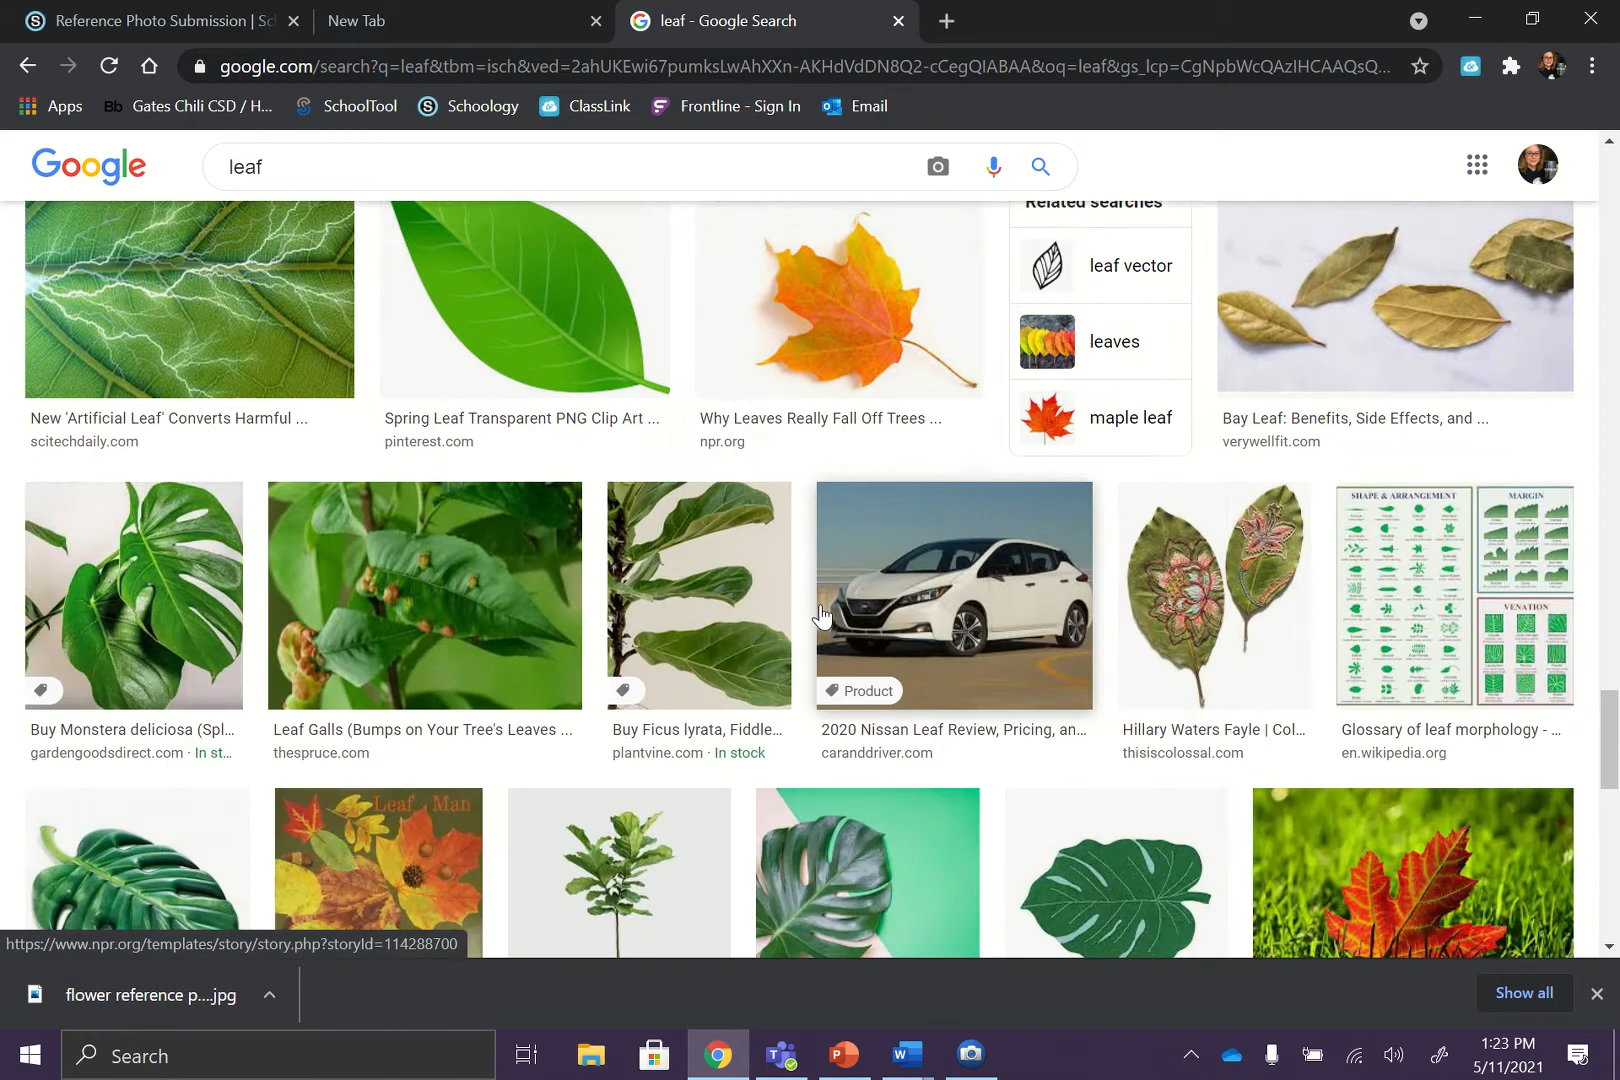 Reference Photo Submission | Sc
New Tab
leaf - Google Search
google.com/search?q=leaf&tbm=isch&ved=2ahUKEwi67pumksLwAhXXn-AKHdVdDN8Q2-cCegQIABAA&oq=leaf&gs_lcp=CgNpbWcQAzIHCAAQsQ...
Apps
Bb Gates Chili CSD / H...
SchoolTool
Schoology
ClassLink
Frontline - Sign In
Email
Google
leaf
Related searches
leaf vector
leaves
maple leaf
New 'Artificial Leaf' Converts Harmful ...
scitechdaily.com
Spring Leaf Transparent PNG Clip Art ...
pinterest.com
Why Leaves Really Fall Off Trees ...
npr.org
Bay Leaf: Benefits, Side Effects, and ...
verywellfit.com
SHAPE & ARRANGEMENT
MARGIN
VENATION
Product
Buy Monstera deliciosa (Spl...
gardengoodsdirect.com · In st...
Leaf Galls (Bumps on Your Tree's Leaves ...
thespruce.com
Buy Ficus lyrata, Fiddle...
plantvine.com · In stock
2020 Nissan Leaf Review, Pricing, an...
caranddriver.com
Hillary Waters Fayle | Col...
thisiscolossal.com
Glossary of leaf morphology - ...
en.wikipedia.org
Leaf Man
https://www.npr.org/templates/story/story.php?storyId=114288700
flower reference p....jpg
Show all
Search
1:23 PM
5/11/2021